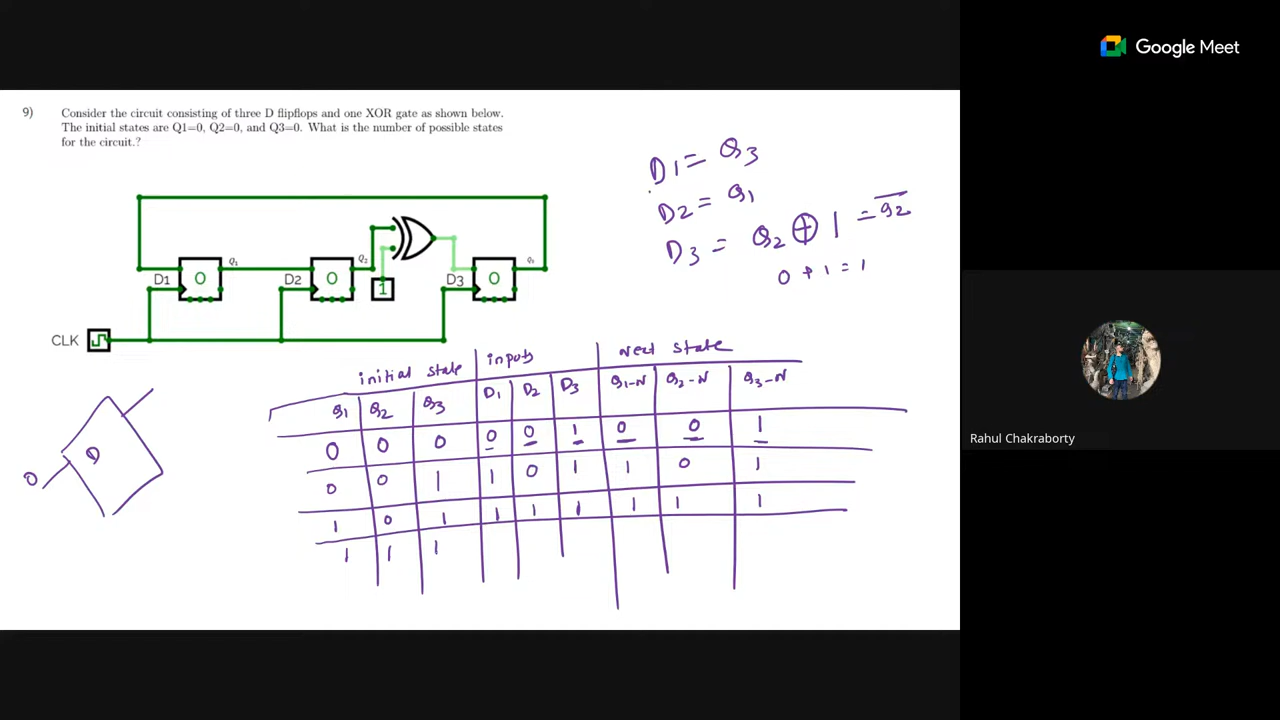 Google Meet
9) Consider the circuit consisting of three D flipflops and one XOR gate as shown below.
The initial states are Q1=0, Q2=0, and Q3=0. What is the number of possible states
for the circuit.?
D1 = Q3
D2 = Q1
D3 = Q2 ⊕ 1 = Q̅2̅
0 + 1 = 1
D1 0 Q₁ D2 0 Q₂ 1 D3 0
CLK
initial state inputs Next state
Q1 Q2 Q3 D1 D2 D3 Q1-N Q2-N Q3-N
0 0 0 0 0 1 0 0 1
0 0 1 1 0 1 1 0 1
1 0 1 1 1 1 1 1 1
1 1 1
D
0
Rahul Chakraborty